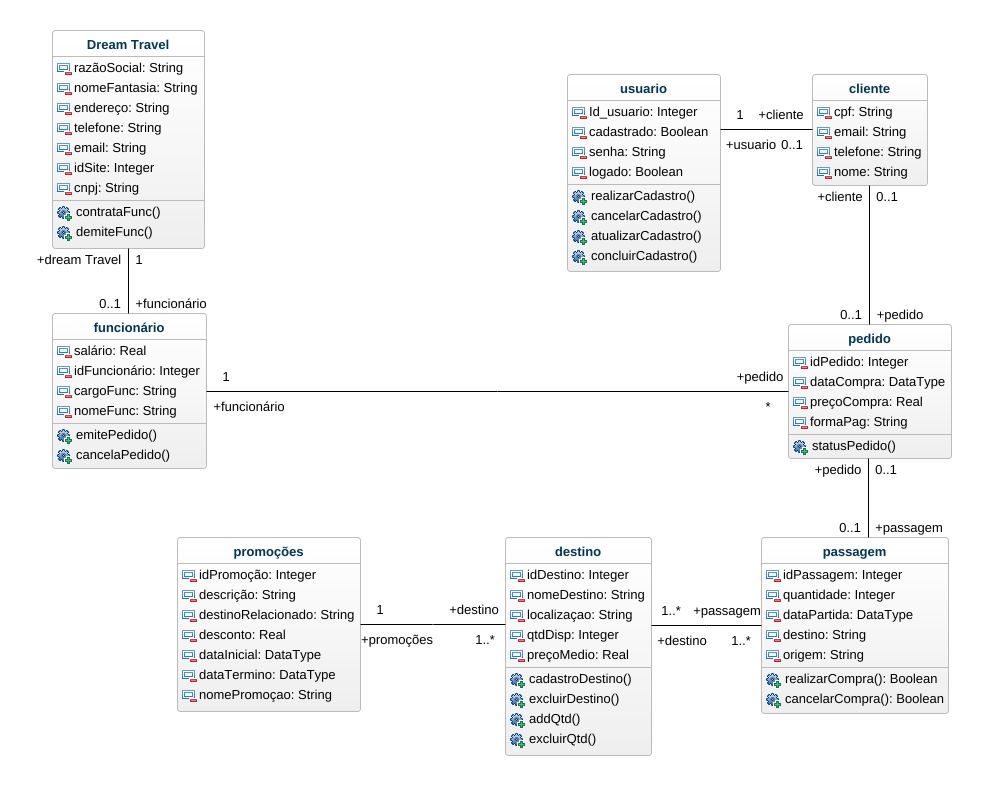 Dream Travel
razãoSocial: String
nomeFantasia: String
endereço: String
telefone: String
email: String
idSite: Integer
cnpj: String
contrataFunc()
demiteFunc()
+dream Travel 1
0..1 +funcionário
funcionário
salário: Real
idFuncionário: Integer
cargoFunc: String
nomeFunc: String
emitePedido()
cancelaPedido()
usuario
Id_usuario: Integer
cadastrado: Boolean
senha: String
logado: Boolean
realizarCadastro()
cancelarCadastro()
atualizarCadastro()
concluirCadastro()
1 +cliente
+usuario 0..1
cliente
cpf: String
email: String
telefone: String
nome: String
+cliente 0..1
0..1 +pedido
1 +pedido
+funcionário *
pedido
idPedido: Integer
dataCompra: DataType
preçoCompra: Real
formaPag: String
statusPedido()
+pedido 0..1
0..1 +passagem
promoções
idPromoção: Integer
descrição: String
destinoRelacionado: String
desconto: Real
dataInicial: DataType
dataTermino: DataType
nomePromoçao: String
1 +destino
+promoções 1..*
destino
idDestino: Integer
nomeDestino: String
localizaçao: String
qtdDisp: Integer
preçoMedio: Real
cadastroDestino()
excluirDestino()
addQtd()
excluirQtd()
1..* +passagem
+destino 1..*
passagem
idPassagem: Integer
quantidade: Integer
dataPartida: DataType
destino: String
origem: String
realizarCompra(): Boolean
cancelarCompra(): Boolean